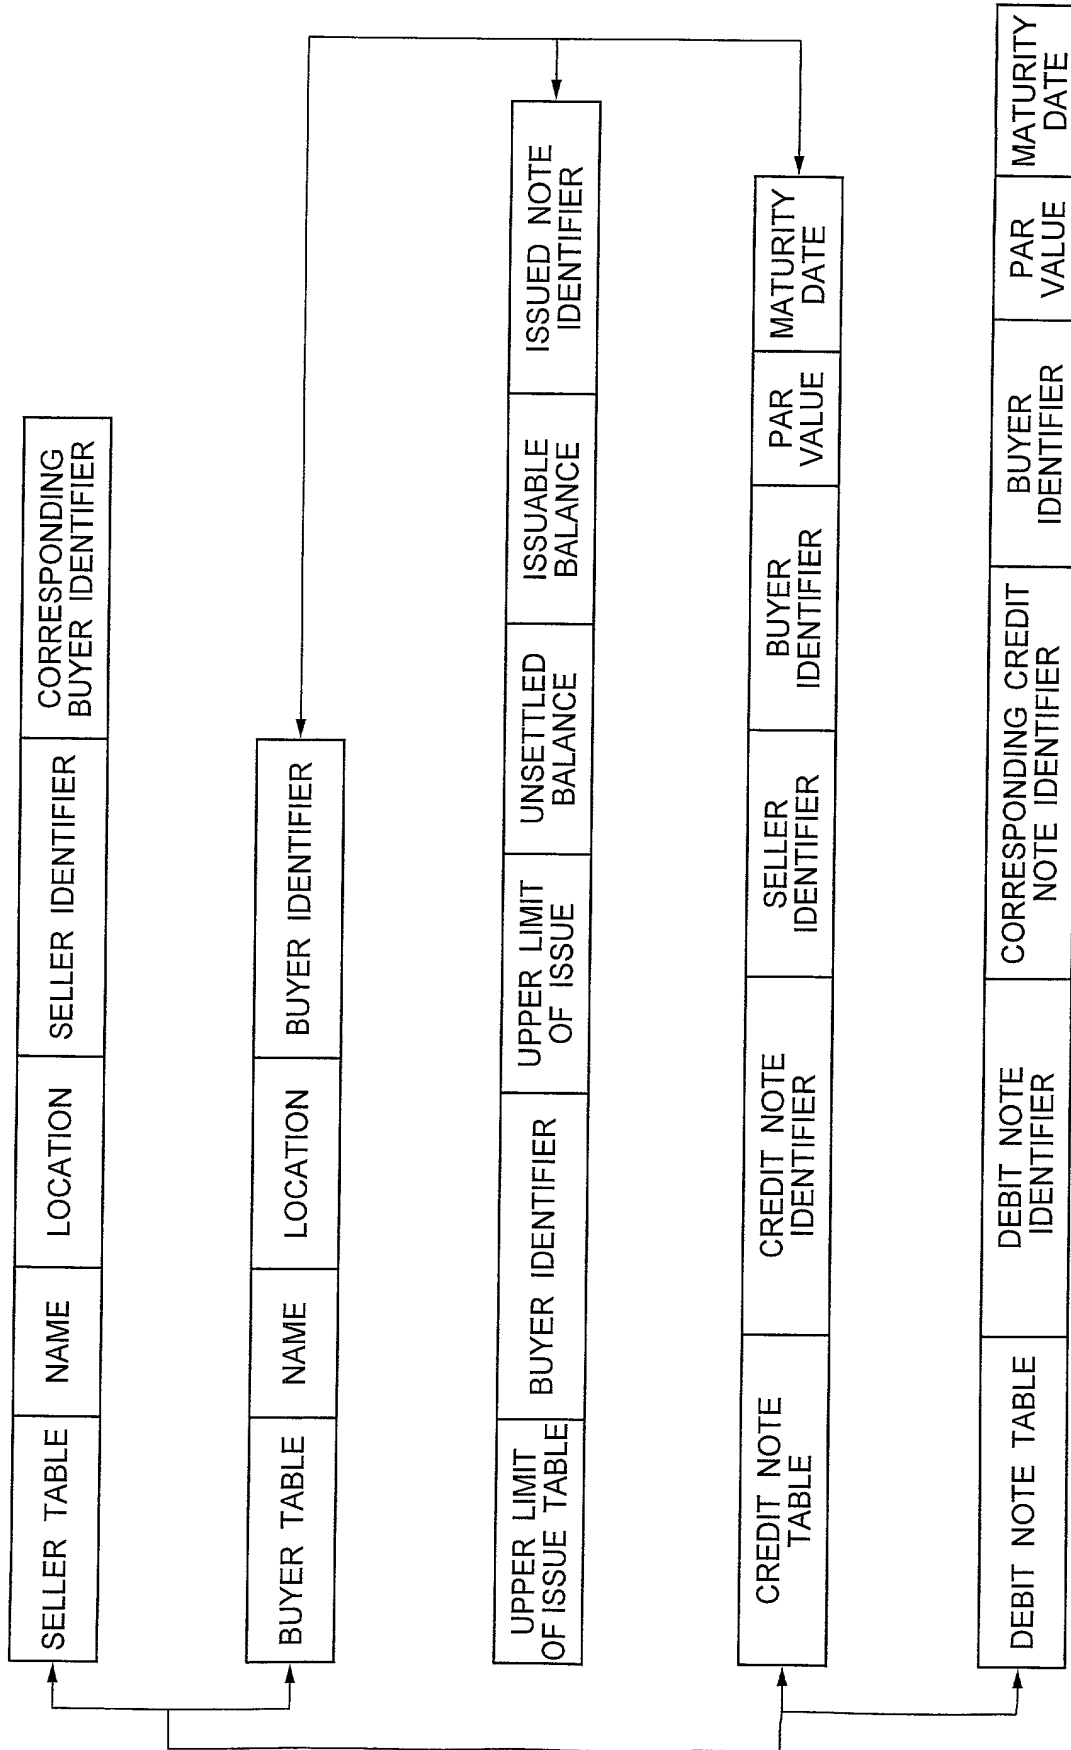 SELLER TABLE
NAME
LOCATION
SELLER IDENTIFIER
CORRESPONDING
BUYER IDENTIFIER
BUYER TABLE
NAME
LOCATION
BUYER IDENTIFIER
UPPER LIMIT
OF ISSUE TABLE
BUYER IDENTIFIER
UPPER LIMIT
OF ISSUE
UNSETTLED
BALANCE
ISSUABLE
BALANCE
ISSUED NOTE
IDENTIFIER
CREDIT NOTE
TABLE
CREDIT NOTE
IDENTIFIER
SELLER
IDENTIFIER
BUYER
IDENTIFIER
PAR
VALUE
MATURITY
DATE
DEBIT NOTE TABLE
DEBIT NOTE
IDENTIFIER
CORRESPONDING CREDIT
NOTE IDENTIFIER
BUYER
IDENTIFIER
PAR
VALUE
MATURITY
DATE